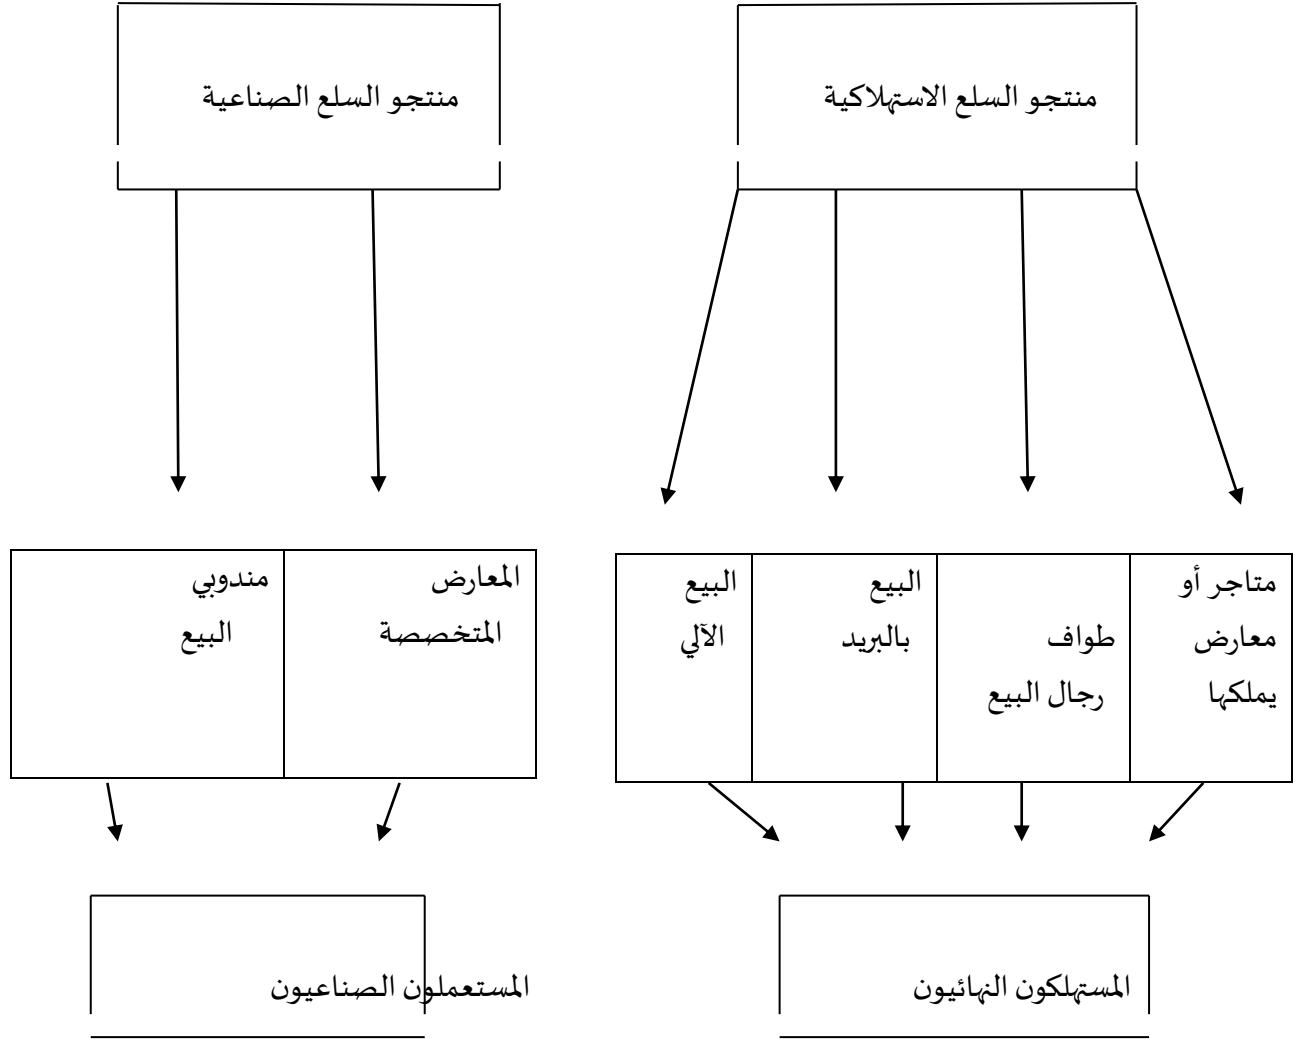 منتجو السلع الاستهلاكية
منتجو السلع الصناعية
متاجر أو
معارض
يملكها
طواف
رجال البيع
البيع
بالبريد
البيع
الآلي
المعارض
المتخصصة
مندوبي
البيع
المستهلكون النهائيون
المستعملون الصناعيون